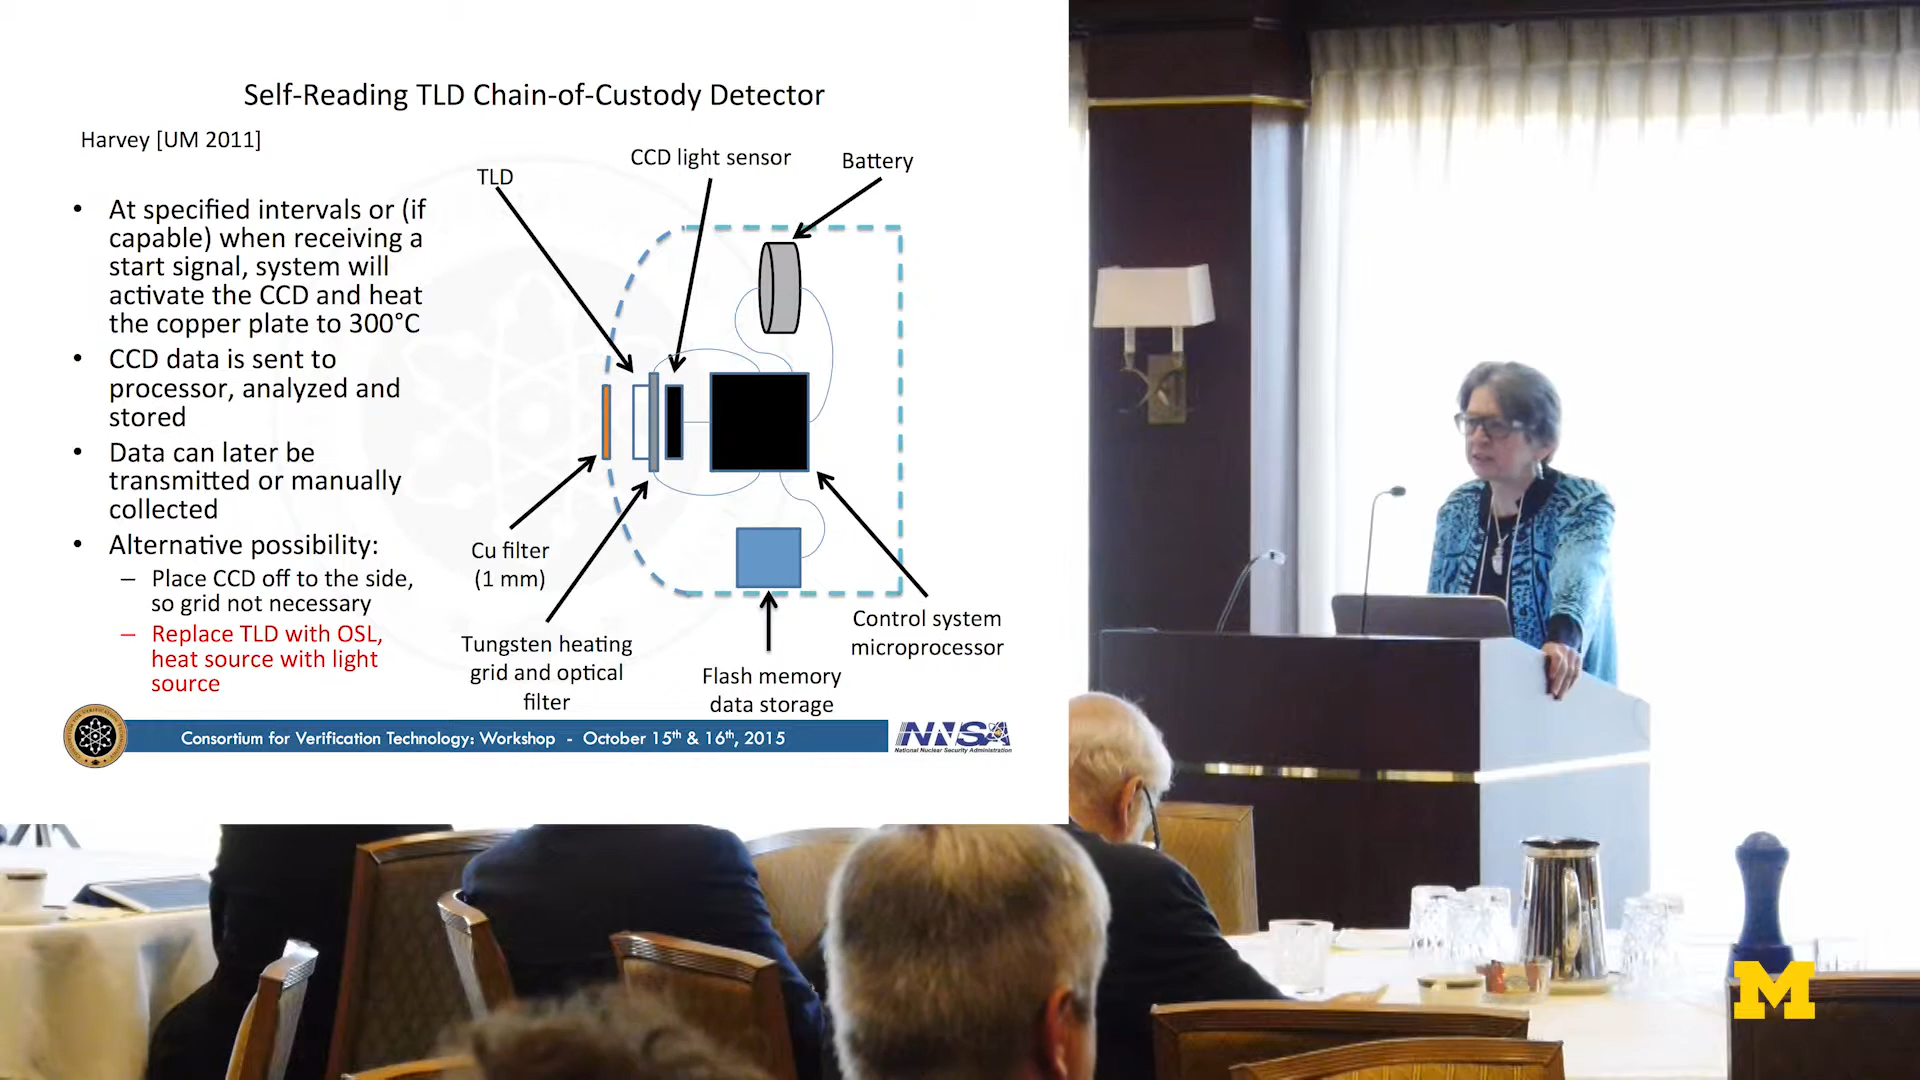 Self-Reading TLD Chain-of-Custody Detector
Harvey [UM 2011]
• At specified intervals or (if
capable) when receiving a
start signal, system will
activate the CCD and heat
the copper plate to 300°C
• CCD data is sent to
processor, analyzed and
stored
• Data can later be
transmitted or manually
collected
• Alternative possibility:
– Place CCD off to the side,
so grid not necessary
– Replace TLD with OSL,
heat source with light
source
TLD
CCD light sensor
Battery
Cu filter
(1 mm)
Tungsten heating
grid and optical
filter
Flash memory
data storage
Control system
microprocessor
Consortium for Verification Technology: Workshop - October 15th & 16th, 2015
NNSA
National Nuclear Security Administration
M